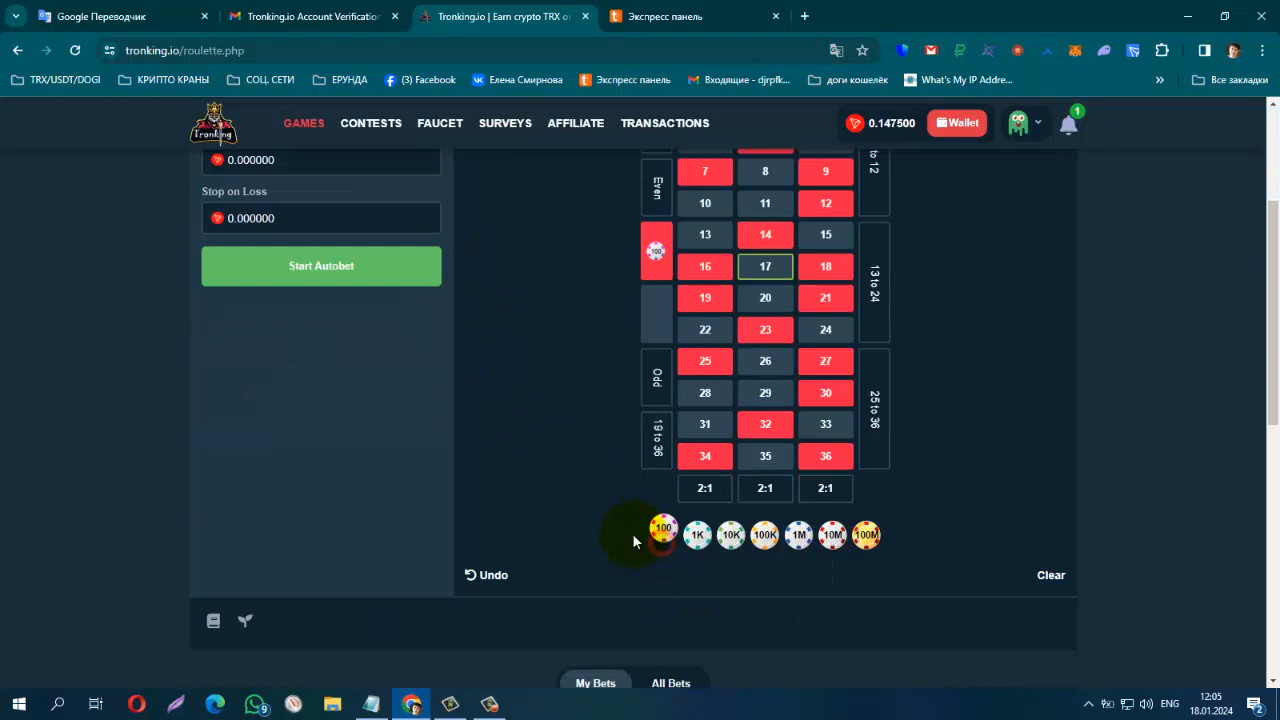 Google Переводчик
Tronking.io Account Verification
Tronking.io | Earn crypto TRX or
Экспресс панель
tronking.io/roulette.php
TRX/USDT/DOGI
КРИПТО КРАНЫ
СОЦ. СЕТИ
ЕРУНДА
(3) Facebook
Елена Смирнова
Экспресс панель
Входящие - djrpfk...
доги кошелёк
What's My IP Addre...
Все закладки
Tronking
GAMES
CONTESTS
FAUCET
SURVEYS
AFFILIATE
TRANSACTIONS
0.147500
Wallet
1
0.000000
Stop on Loss
0.000000
Start Autobet
Even
7 8 9
to 12
10 11 12
13 14 15
100
16 17 18
13 to 24
19 20 21
22 23 24
25 26 27
Odd
28 29 30
25 to 36
31 32 33
19 to 36
34 35 36
2:1 2:1 2:1
100 1K 10K 100K 1M 10M 100M
Undo
Clear
My Bets
All Bets
9
ENG
12:05
18.01.2024
2